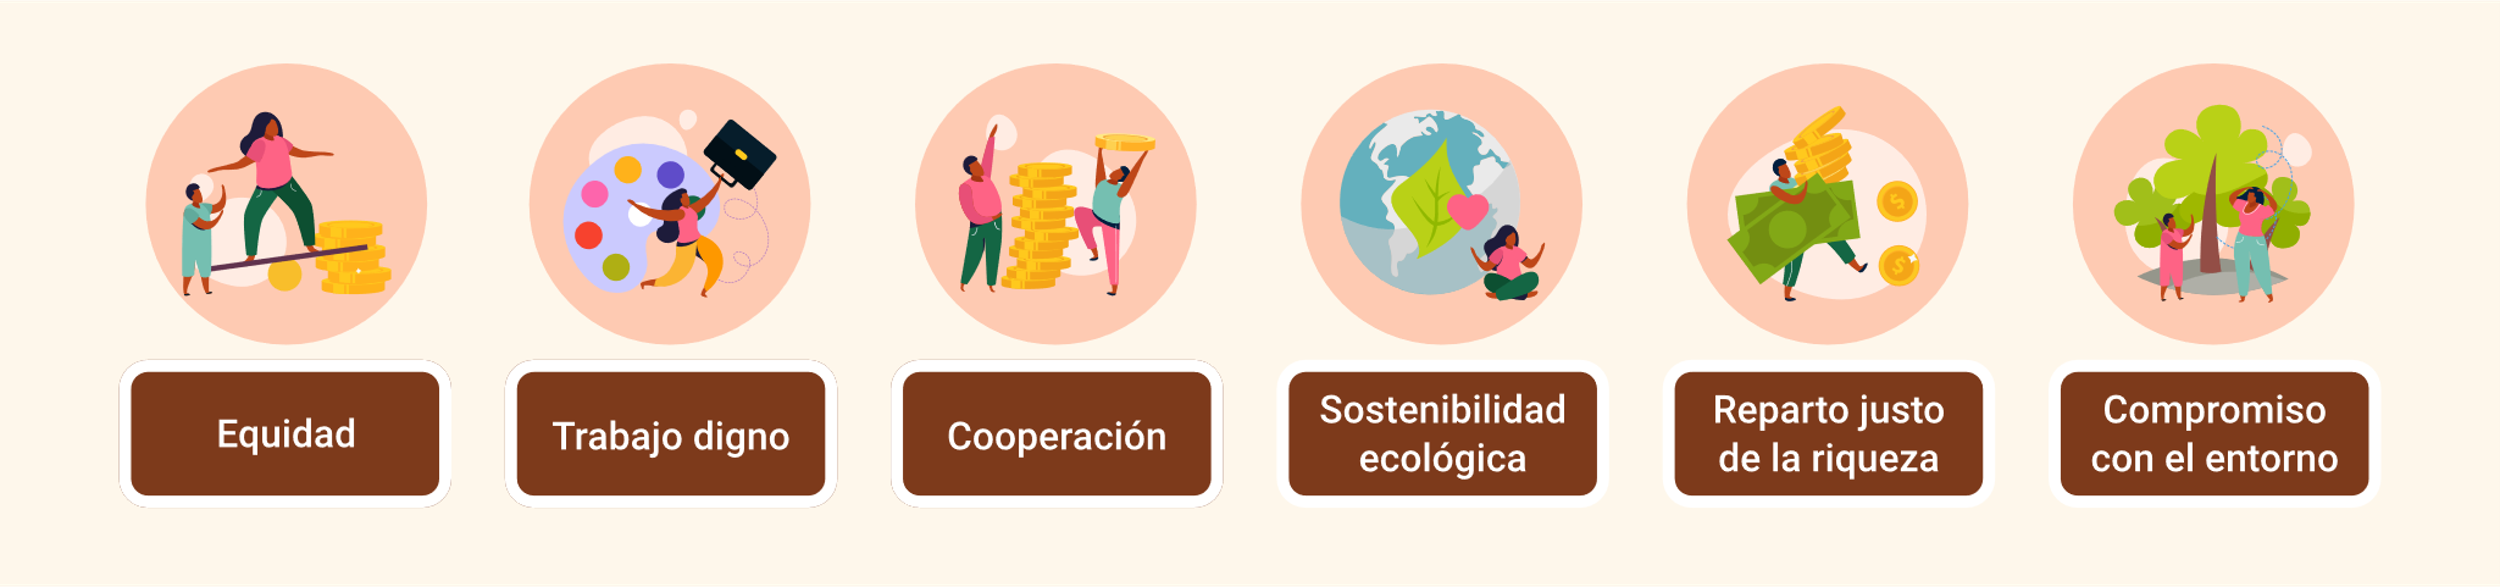 Equidad
Trabajo digno
Cooperación
Sostenibilidad
ecológica
Reparto justo
de la riqueza
Compromiso
con el entorno